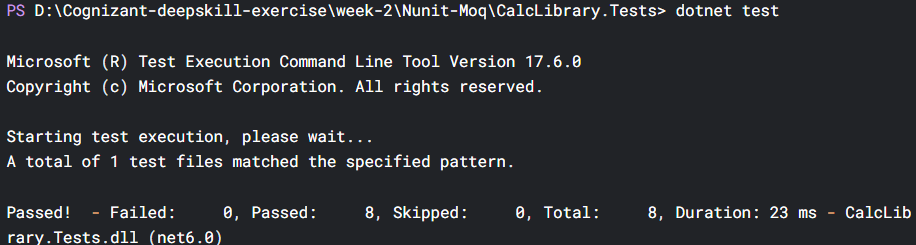 PS D:\Cognizant-deepskill-exercise\week-2\Nunit-Moq\CalcLibrary.Tests> dotnet test
Microsoft (R) Test Execution Command Line Tool Version 17.6.0
Copyright (c) Microsoft Corporation. All rights reserved.
Starting test execution, please wait...
A total of 1 test files matched the specified pattern.
Passed!  - Failed:     0, Passed:     8, Skipped:     0, Total:     8, Duration: 23 ms - CalcLib
rary.Tests.dll (net6.0)